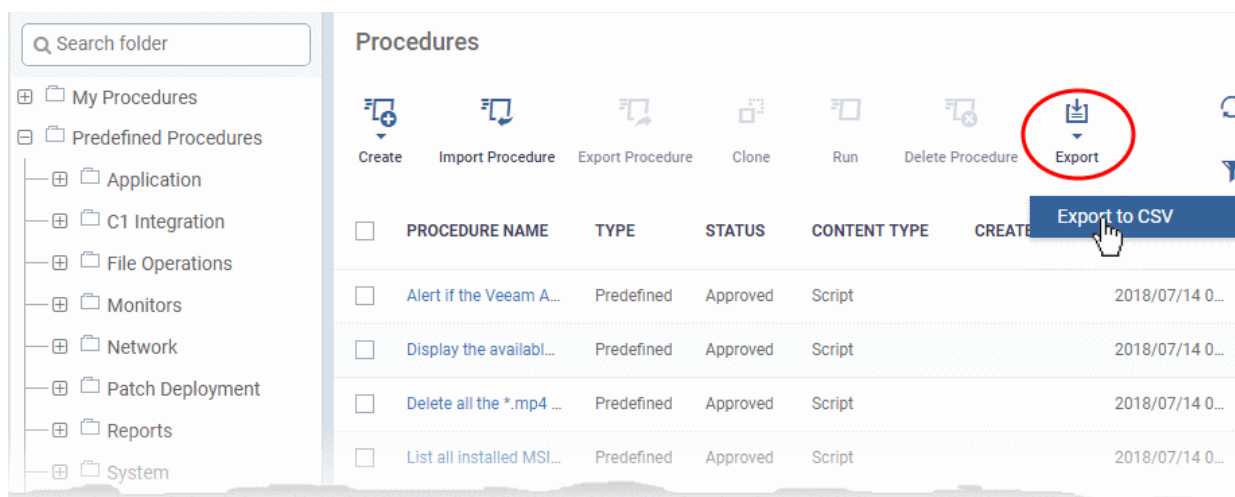 Search folder
My Procedures
Predefined Procedures
Application
C1 Integration
File Operations
Monitors
Network
Patch Deployment
Reports
System
Procedures
Create
Import Procedure
Export Procedure
Clone
Run
Delete Procedure
Export
Export to CSV
PROCEDURE NAME TYPE STATUS CONTENT TYPE CREATE
Alert if the Veeam A... Predefined Approved Script 2018/07/14 0...
Display the availabl... Predefined Approved Script 2018/07/14 0...
Delete all the *.mp4 ... Predefined Approved Script 2018/07/14 0...
List all installed MSI... Predefined Approved Script 2018/07/14 0...